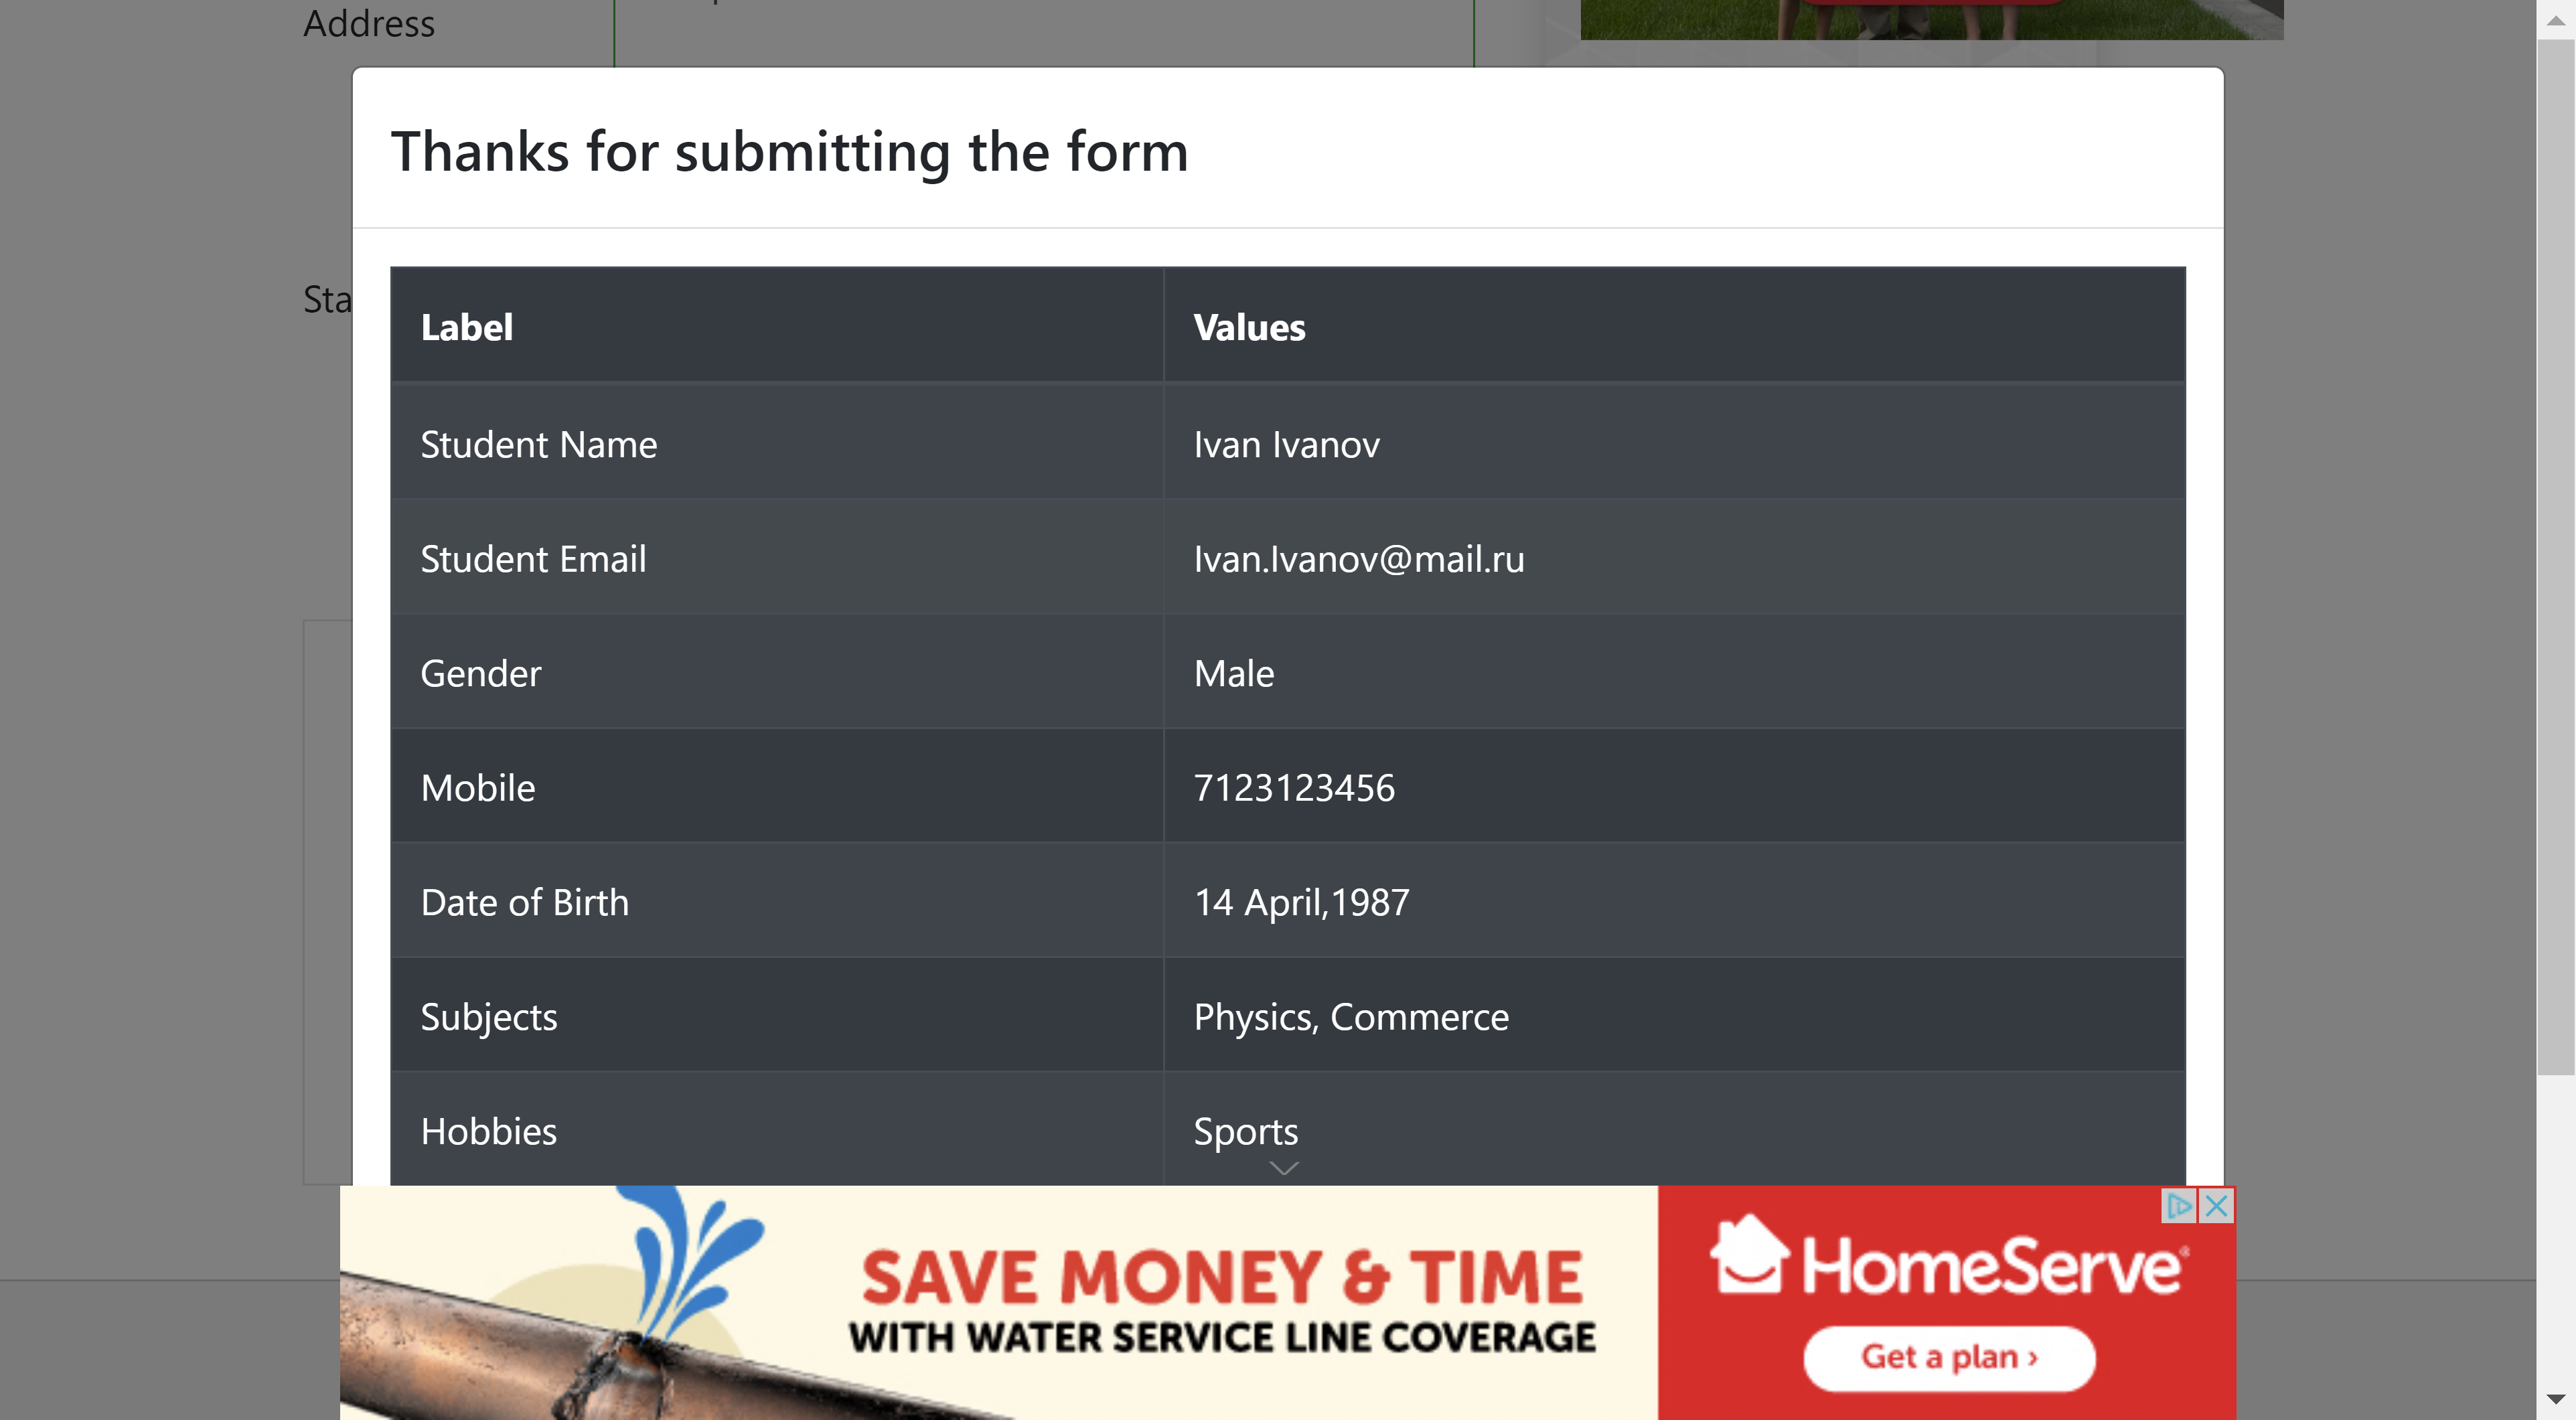 Address
Thanks for submitting the form
Sta
Label Values
Student Name Ivan Ivanov
Student Email Ivan.Ivanov@mail.ru
Gender Male
Mobile 7123123456
Date of Birth 14 April,1987
Subjects Physics, Commerce
Hobbies Sports
SAVE MONEY & TIME
WITH WATER SERVICE LINE COVERAGE
HomeServe®
Get a plan ›